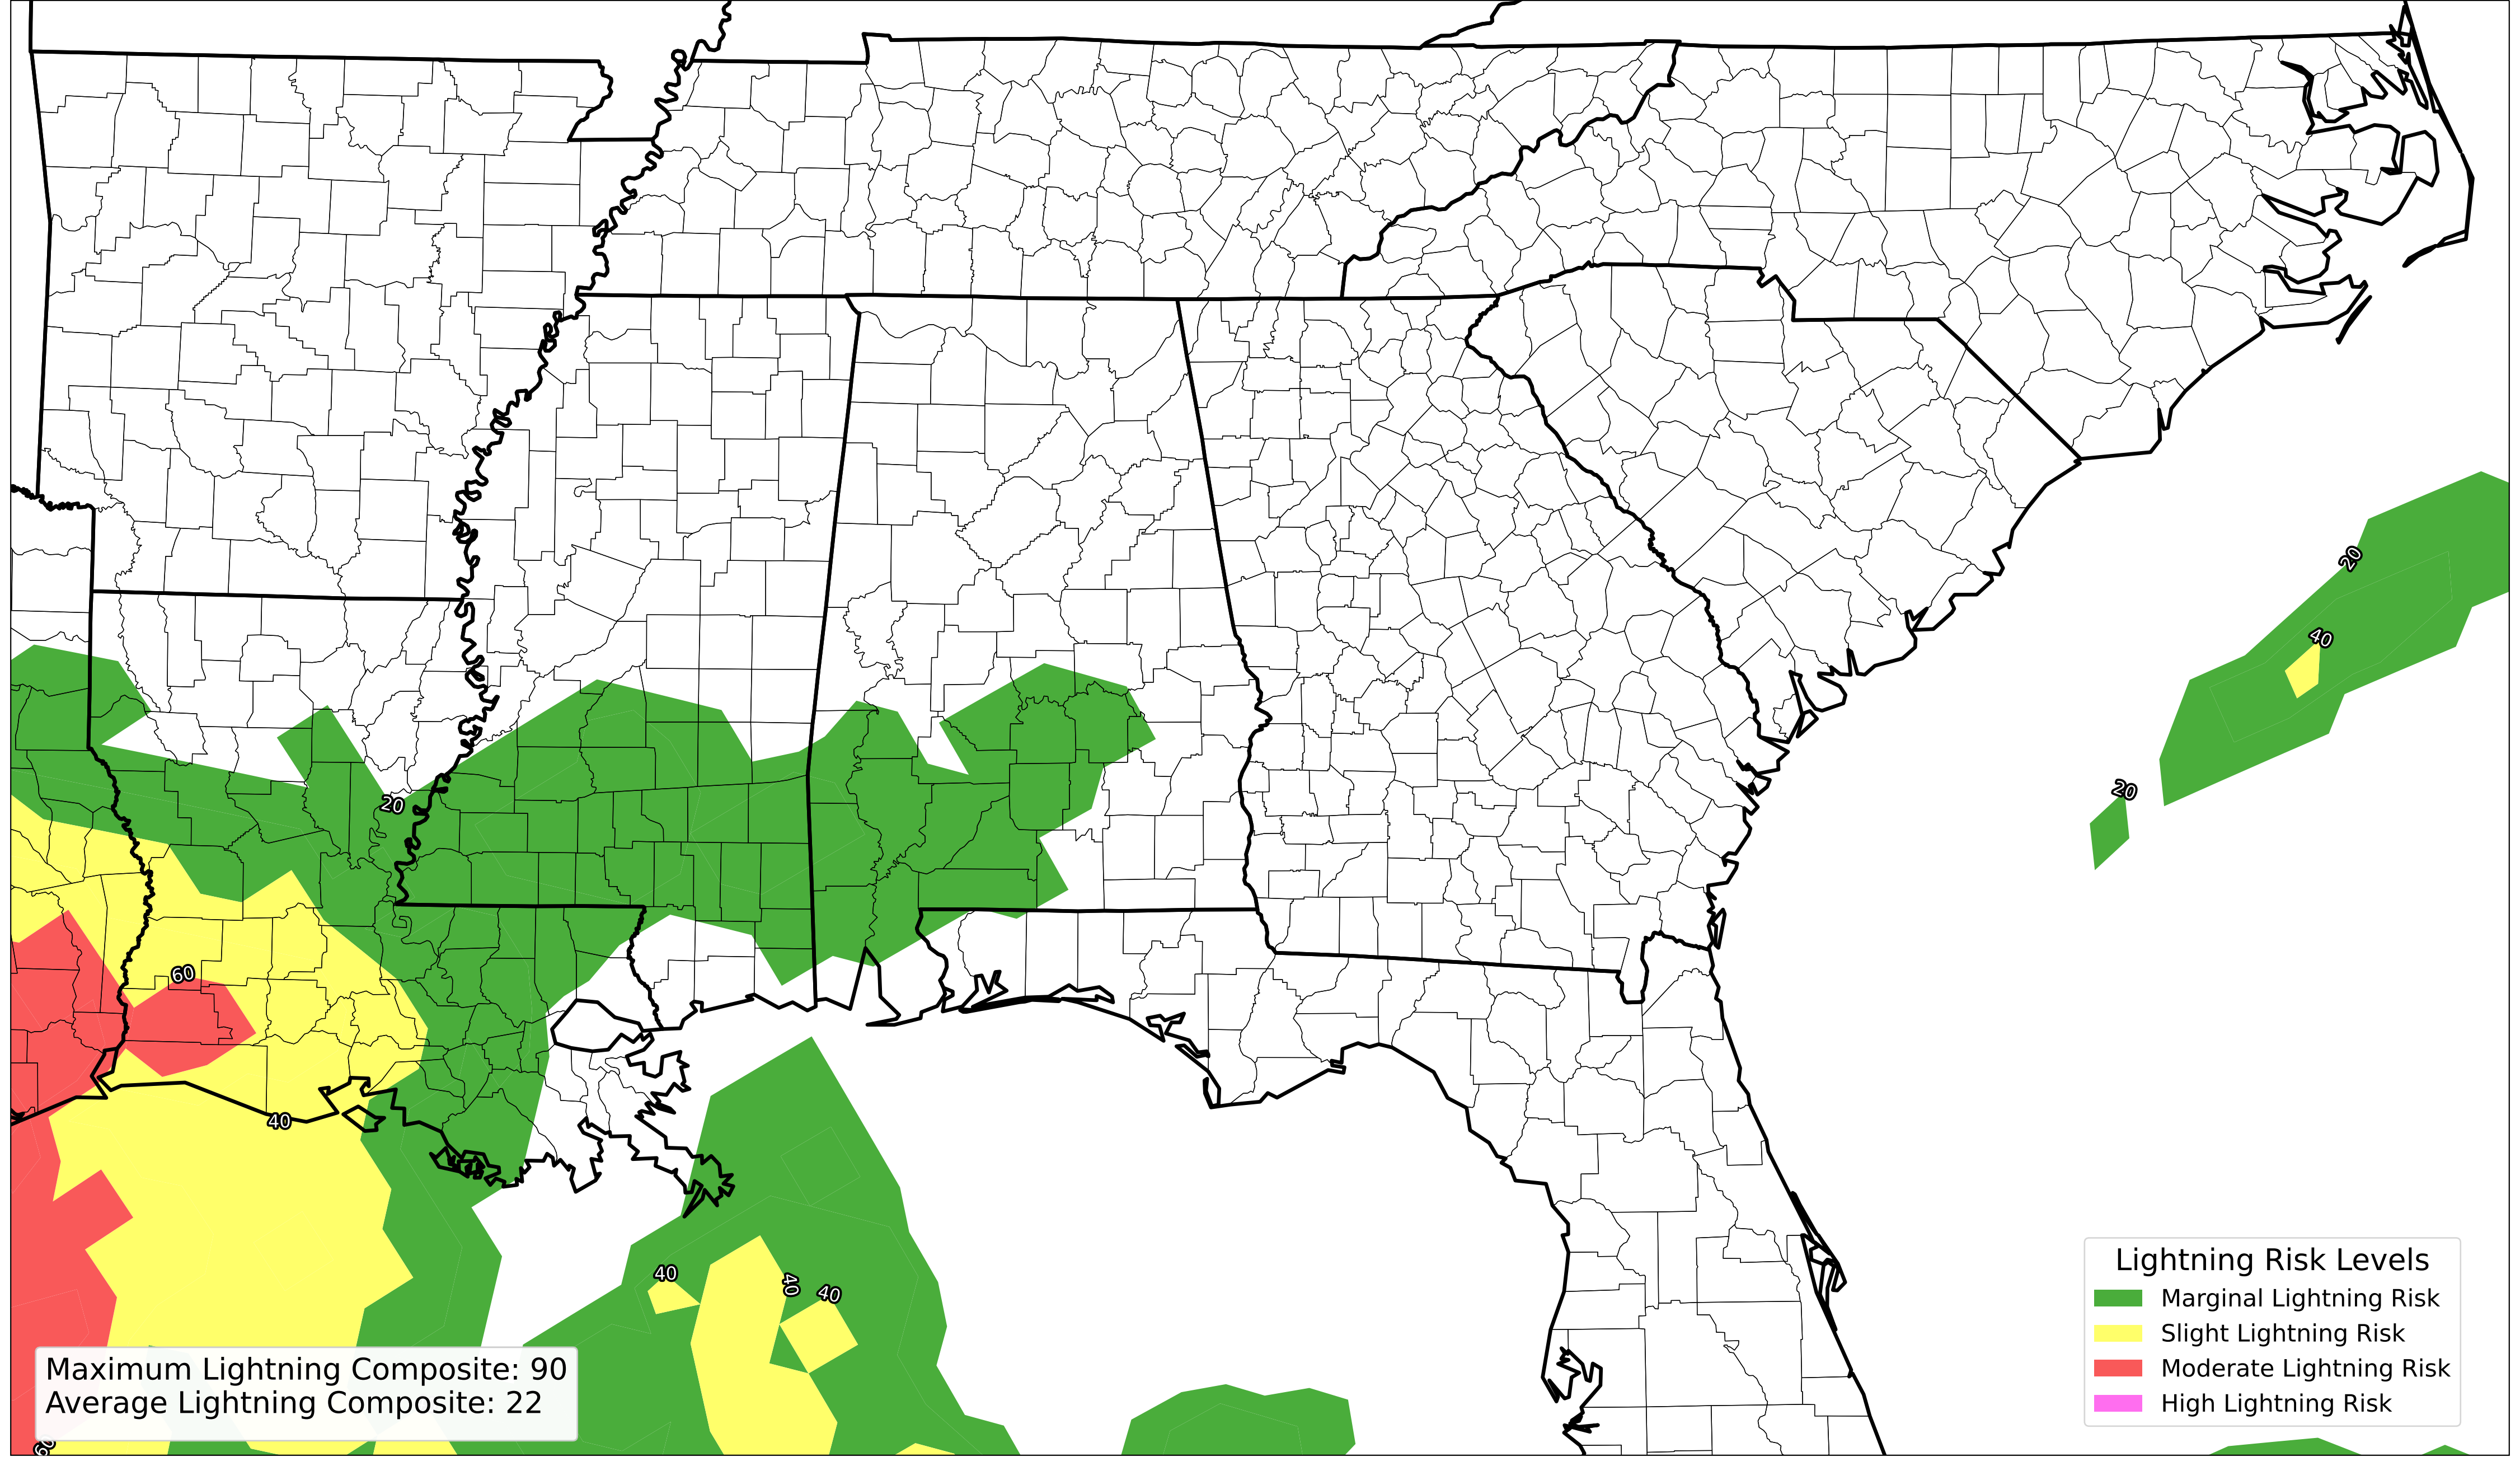 20
40
20
20
60
40
40
40
40
60
Lightning Risk Levels
Marginal Lightning Risk
Slight Lightning Risk
Moderate Lightning Risk
High Lightning Risk
Maximum Lightning Composite: 90
Average Lightning Composite: 22